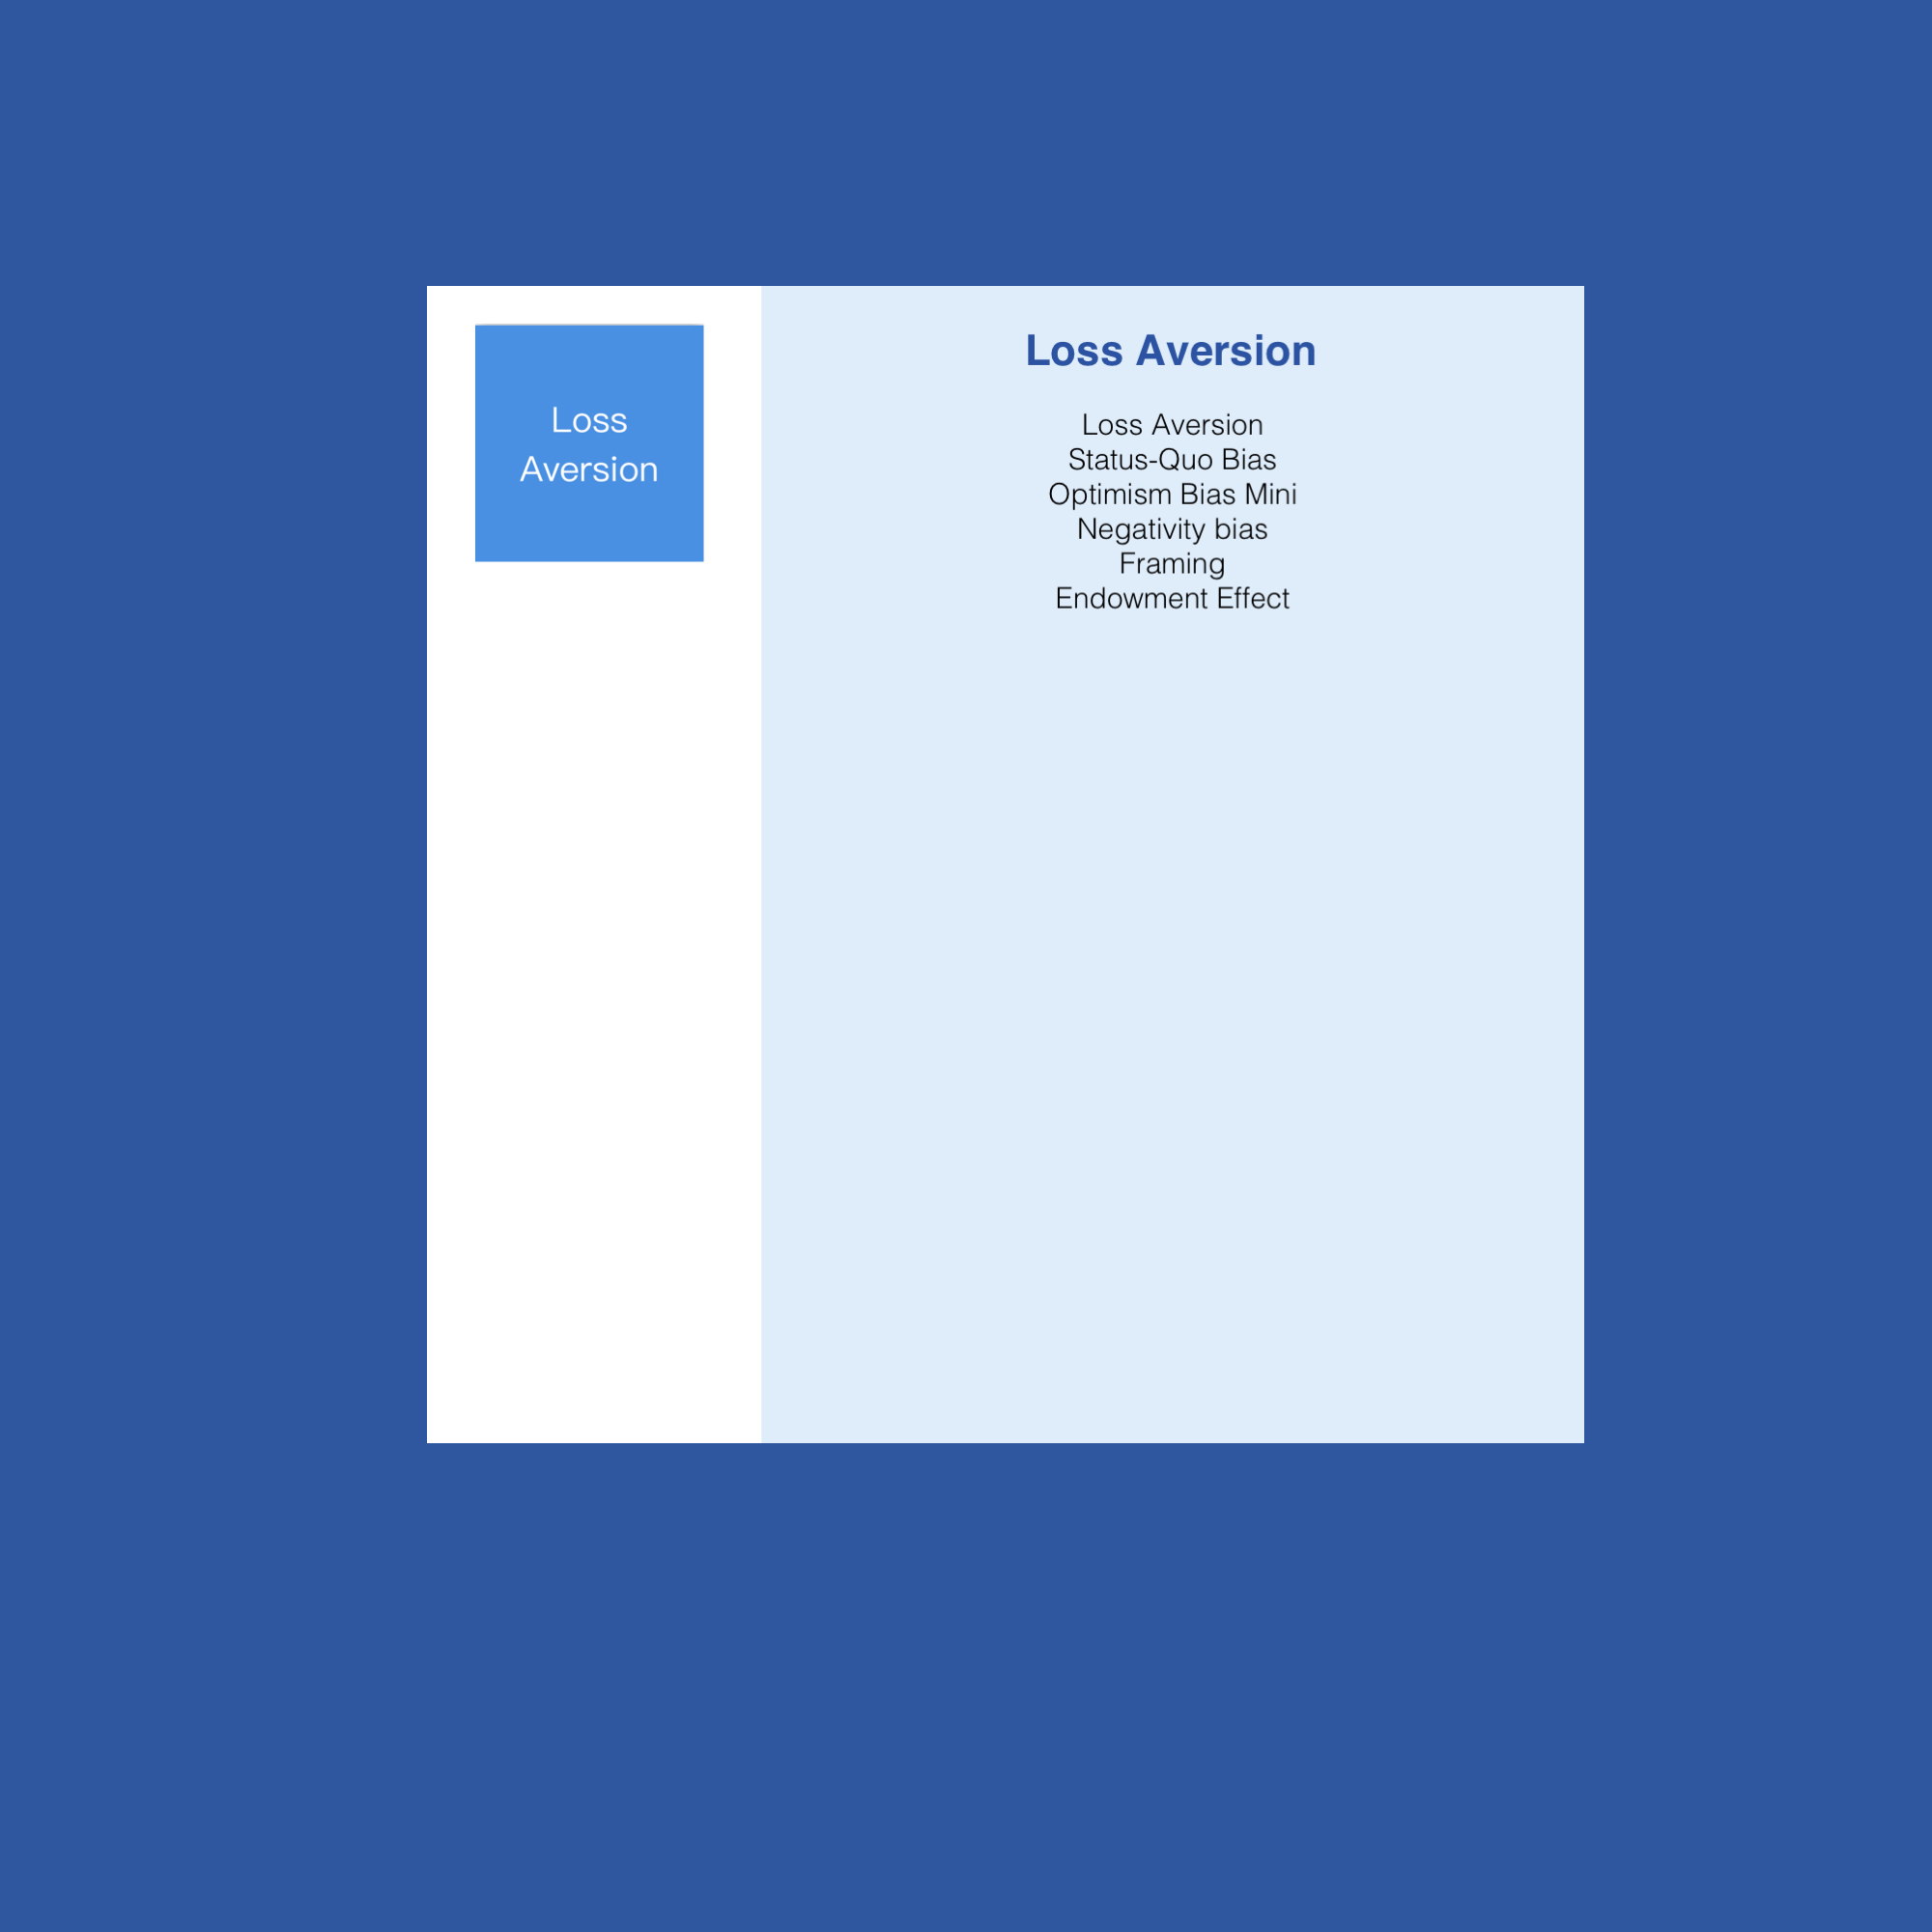 Loss
Aversion
Loss Aversion
Loss Aversion
Status-Quo Bias
Optimism Bias Mini
Negativity bias
Framing
Endowment Effect